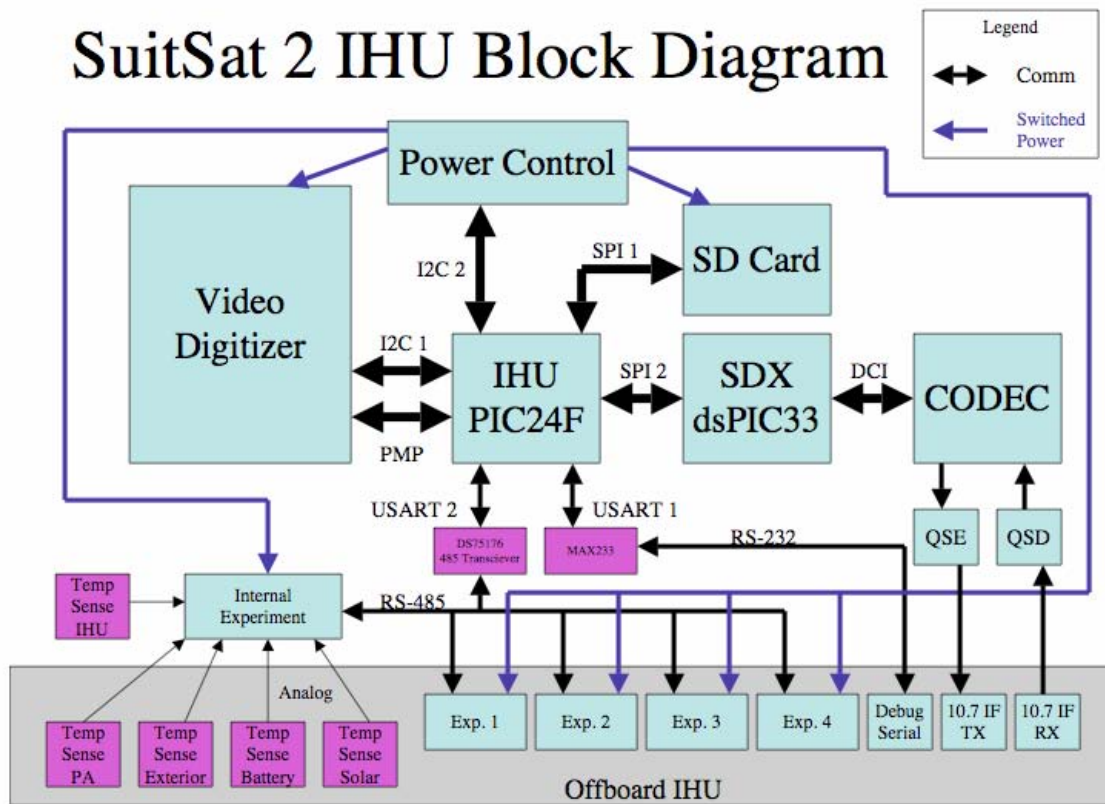 SuitSat 2 IHU Block Diagram
Legend
Comm
Switched
Power
Power Control
Video
Digitizer
I2C 2
SPI 1
SD Card
I2C 1
PMP
IHU
PIC24F
SPI 2
SDX
dsPIC33
DCI
CODEC
USART 2
USART 1
DS75176
485 Transciever
MAX233
RS-232
QSE
QSD
Temp
Sense
IHU
Internal
Experiment
RS-485
Analog
Temp
Sense
PA
Temp
Sense
Exterior
Temp
Sense
Battery
Temp
Sense
Solar
Exp. 1
Exp. 2
Exp. 3
Exp. 4
Debug
Serial
10.7 IF
TX
10.7 IF
RX
Offboard IHU